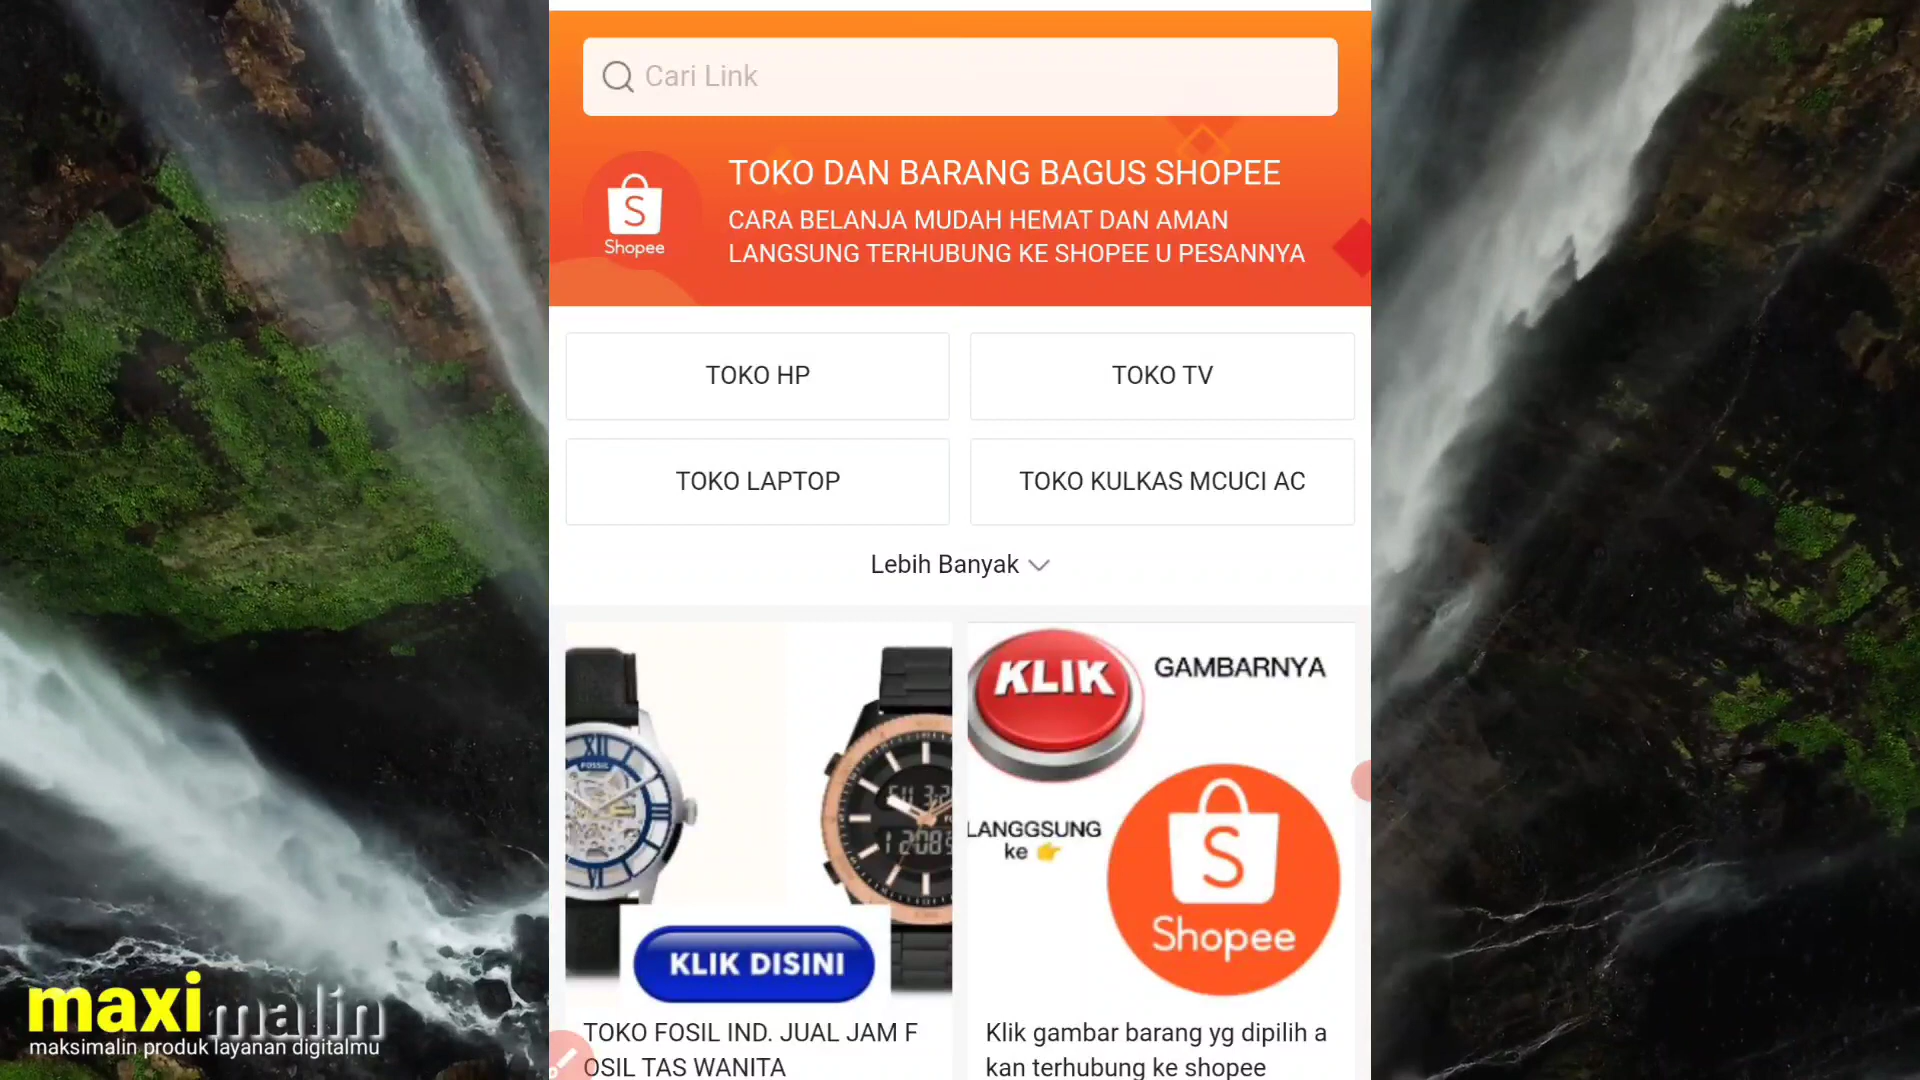 Cari Link
Shopee
TOKO DAN BARANG BAGUS SHOPEE
CARA BELANJA MUDAH HEMAT DAN AMAN
LANGSUNG TERHUBUNG KE SHOPEE U PESANNYA
TOKO HP
TOKO TV
TOKO LAPTOP
TOKO KULKAS MCUCI AC
Lebih Banyak
XII
FOSSIL
VI
KLIK DISINI
TOKO FOSIL IND. JUAL JAM F
OSIL TAS WANITA
KLIK
GAMBARNYA
LANGGSUNG
ke 👉
Shopee
Klik gambar barang yg dipilih a
kan terhubung ke shopee
maximalin
maksimalin produk layanan digitalmu